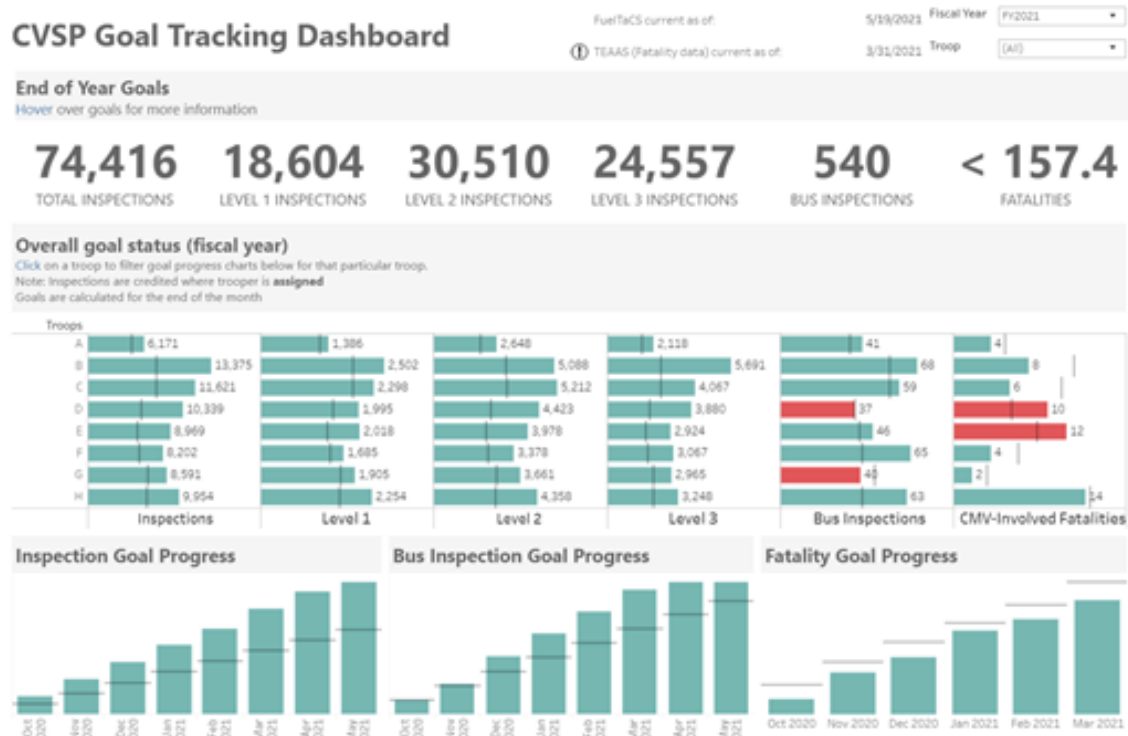 CVSP Goal Tracking Dashboard
FuelTaCS current as of: 5/19/2021 Fiscal Year FY2021
TEAAS (Fatality data) current as of: 3/31/2021 Troop (All)
End of Year Goals
Hover over goals for more information
74,416 18,604 30,510 24,557 540 < 157.4
TOTAL INSPECTIONS LEVEL 1 INSPECTIONS LEVEL 2 INSPECTIONS LEVEL 3 INSPECTIONS BUS INSPECTIONS FATALITIES
Overall goal status (fiscal year)
Click on a troop to filter goal progress charts below for that particular troop.
Note: Inspections are credited where trooper is assigned
Goals are calculated for the end of the month
Troops
A 6,171 1,386 2,648 2,118 41 4
B 13,375 2,502 5,088 5,691 68 8
C 11,621 2,298 5,212 4,067 59 6
D 10,339 1,995 4,423 3,880 37 10
E 8,969 2,018 3,978 2,924 46 12
F 8,202 1,685 3,378 3,067 65 4
G 8,591 1,905 3,661 2,965 2
H 9,954 2,254 4,358 3,248 63 14
Inspections Level 1 Level 2 Level 3 Bus Inspections CMV-Involved Fatalities
Inspection Goal Progress Bus Inspection Goal Progress Fatality Goal Progress
Oct 2020 Nov 2020 Dec 2020 Jan 2021 Feb 2021 Mar 2021